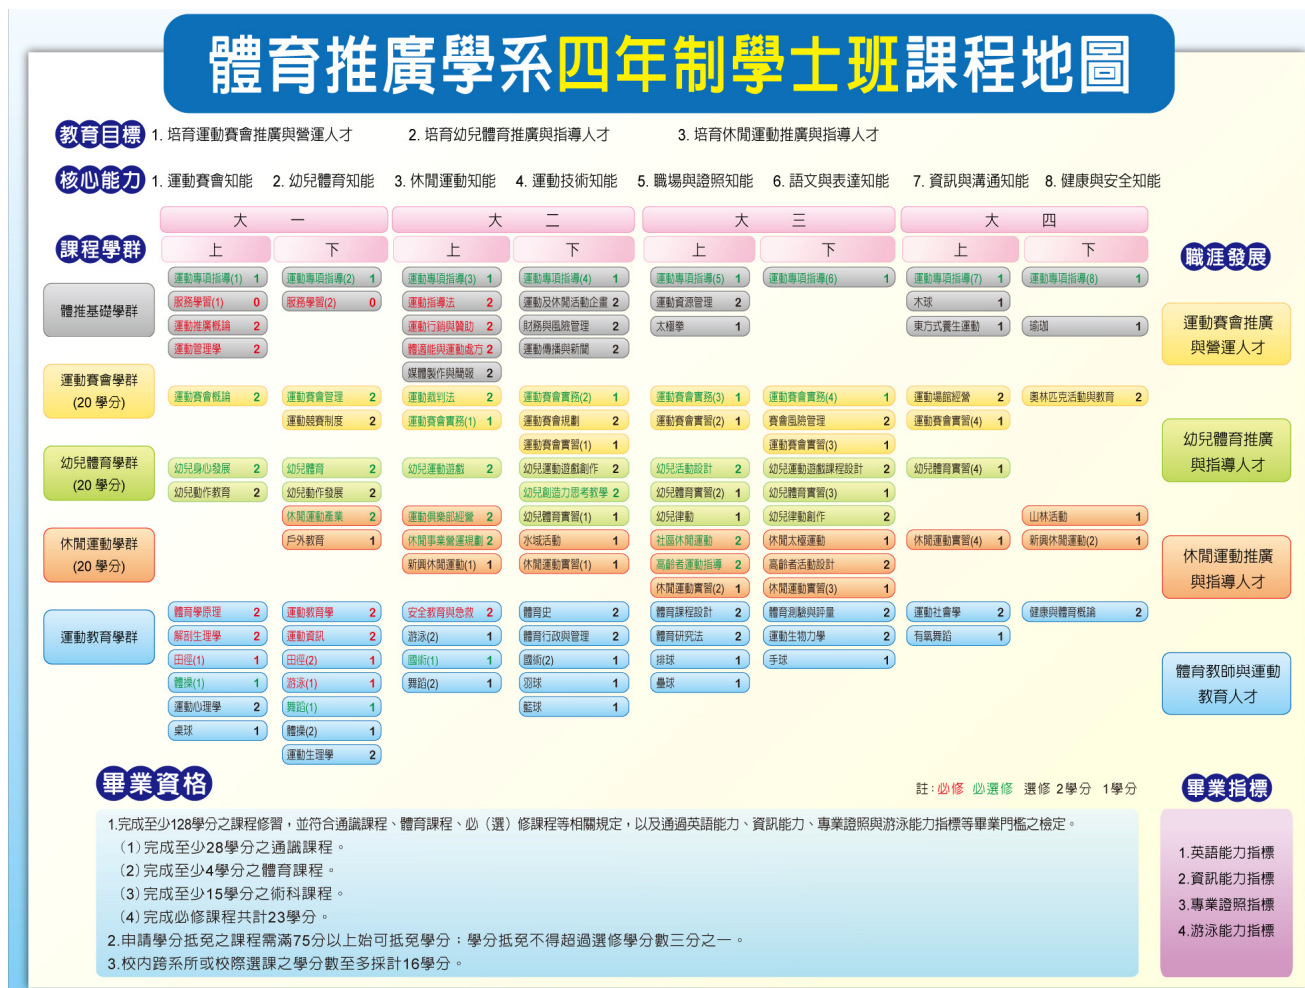 體育推廣學系四年制學士班課程地圖
教育目標 1. 培育運動賽會推廣與營運人才 2. 培育幼兒體育推廣與指導人才 3. 培育休閒運動推廣與指導人才
核心能力 1. 運動賽會知能 2. 幼兒體育知能 3. 休閒運動知能 4. 運動技術知能 5. 職場與證照知能 6. 語文與表達知能 7. 資訊與溝通知能 8. 健康與安全知能
大 一 大 二 大 三 大 四
課程學群 上 下 上 下 上 下 上 下 職涯發展
運動專項指導(1) 1 運動專項指導(2) 1 運動專項指導(3) 1 運動專項指導(4) 1 運動專項指導(5) 1 運動專項指導(6) 1 運動專項指導(7) 1 運動專項指導(8) 1
服務學習(1) 0 服務學習(2) 0 運動指導法 2 運動及休閒活動企畫 2 運動資源管理 2 木球 1
體推基礎學群
運動推廣概論 2 運動行銷與贊助 2 財務與風險管理 2 太極拳 1 東方式養生運動 1 瑜珈 1
運動管理學 2 體適能與運動處方 2 運動傳播與新聞 2
媒體製作與簡報 2
運動賽會推廣
與營運人才
運動賽會學群
(20 學分)
運動賽會概論 2 運動賽會管理 2 運動裁判法 2 運動賽會實務(2) 1 運動賽會實務(3) 1 運動賽會實務(4) 1 運動場館經營 2 奧林匹克活動與教育 2
運動競賽制度 2 運動賽會實務(1) 1 運動賽會規劃 2 運動賽會實習(2) 1 賽會風險管理 2 運動賽會實習(4) 1
運動賽會實習(1) 1 運動賽會實習(3) 1
幼兒體育推廣
與指導人才
幼兒體育學群
(20 學分)
幼兒身心發展 2 幼兒體育 2 幼兒運動遊戲 2 幼兒運動遊戲創作 2 幼兒活動設計 2 幼兒運動遊戲課程設計 2 幼兒體育實習(4) 1
幼兒動作教育 2 幼兒動作發展 2 幼兒創造力思考教學 2 幼兒體育實習(2) 1 幼兒體育實習(3) 1
休閒運動產業 2 運動俱樂部經營 2 幼兒體育實習(1) 1 幼兒律動 1 幼兒律動創作 2 山林活動 1
休閒運動學群
(20 學分)
戶外教育 1 休閒事業營運規劃 2 水域活動 1 社區休閒運動 2 休閒太極運動 1 休閒運動實習(4) 1 新興休閒運動(2) 1
新興休閒運動(1) 1 休閒運動實習(1) 1 高齡者運動指導 2 高齡者活動設計 2
休閒運動實習(2) 1 休閒運動實習(3) 1
休閒運動推廣
與指導人才
體育學原理 2 運動教育學 2 安全教育與急救 2 體育史 2 體育課程設計 2 體育測驗與評量 2 運動社會學 2 健康與體育概論 2
運動教育學群
解剖生理學 2 運動資訊 2 游泳(2) 1 體育行政與管理 2 體育研究法 2 運動生物力學 2 有氧舞蹈 1
田徑(1) 1 田徑(2) 1 國術(1) 1 國術(2) 1 排球 1 手球 1
體操(1) 1 游泳(1) 1 舞蹈(2) 1 羽球 1 壘球 1
運動心理學 2 舞蹈(1) 1 籃球 1
桌球 1 體操(2) 1
運動生理學 2
體育教師與運動
教育人才
畢業資格
註:必修 必選修 選修 2學分 1學分
1.完成至少128學分之課程修習,並符合通識課程、體育課程、必(選)修課程等相關規定,以及通過英語能力、資訊能力、專業證照與游泳能力指標等畢業門檻之檢定。
(1)完成至少28學分之通識課程。
(2)完成至少4學分之體育課程。
(3)完成至少15學分之術科課程。
(4)完成必修課程共計23學分。
2.申請學分抵免之課程需滿75分以上始可抵免學分;學分抵免不得超過選修學分數三分之一。
3.校內跨系所或校際選課之學分數至多採計16學分。
畢業指標
1.英語能力指標
2.資訊能力指標
3.專業證照指標
4.游泳能力指標